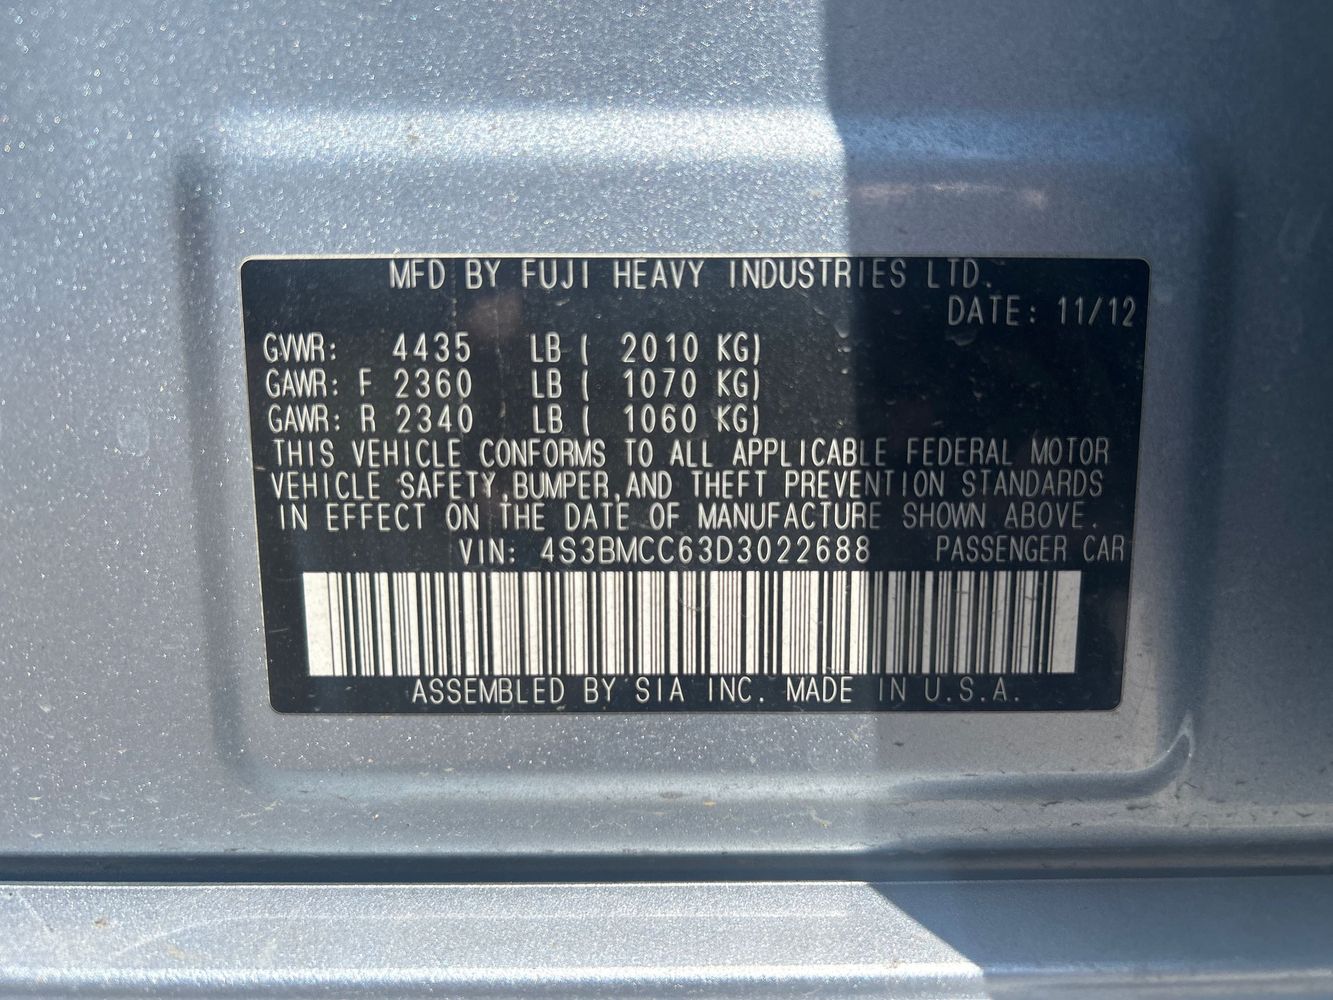 MFD BY FUJI HEAVY INDUSTRIES LTD.
DATE: 11/12
GVWR: 4435 LB ( 2010 KG)
GAWR: F 2360 LB ( 1070 KG)
GAWR: R 2340 LB ( 1060 KG)
THIS VEHICLE CONFORMS TO ALL APPLICABLE FEDERAL MOTOR
VEHICLE SAFETY,BUMPER,AND THEFT PREVENTION STANDARDS
IN EFFECT ON THE DATE OF MANUFACTURE SHOWN ABOVE.
VIN: 4S3BMCC63D3022688 PASSENGER CAR
ASSEMBLED BY SIA INC. MADE IN U.S.A.